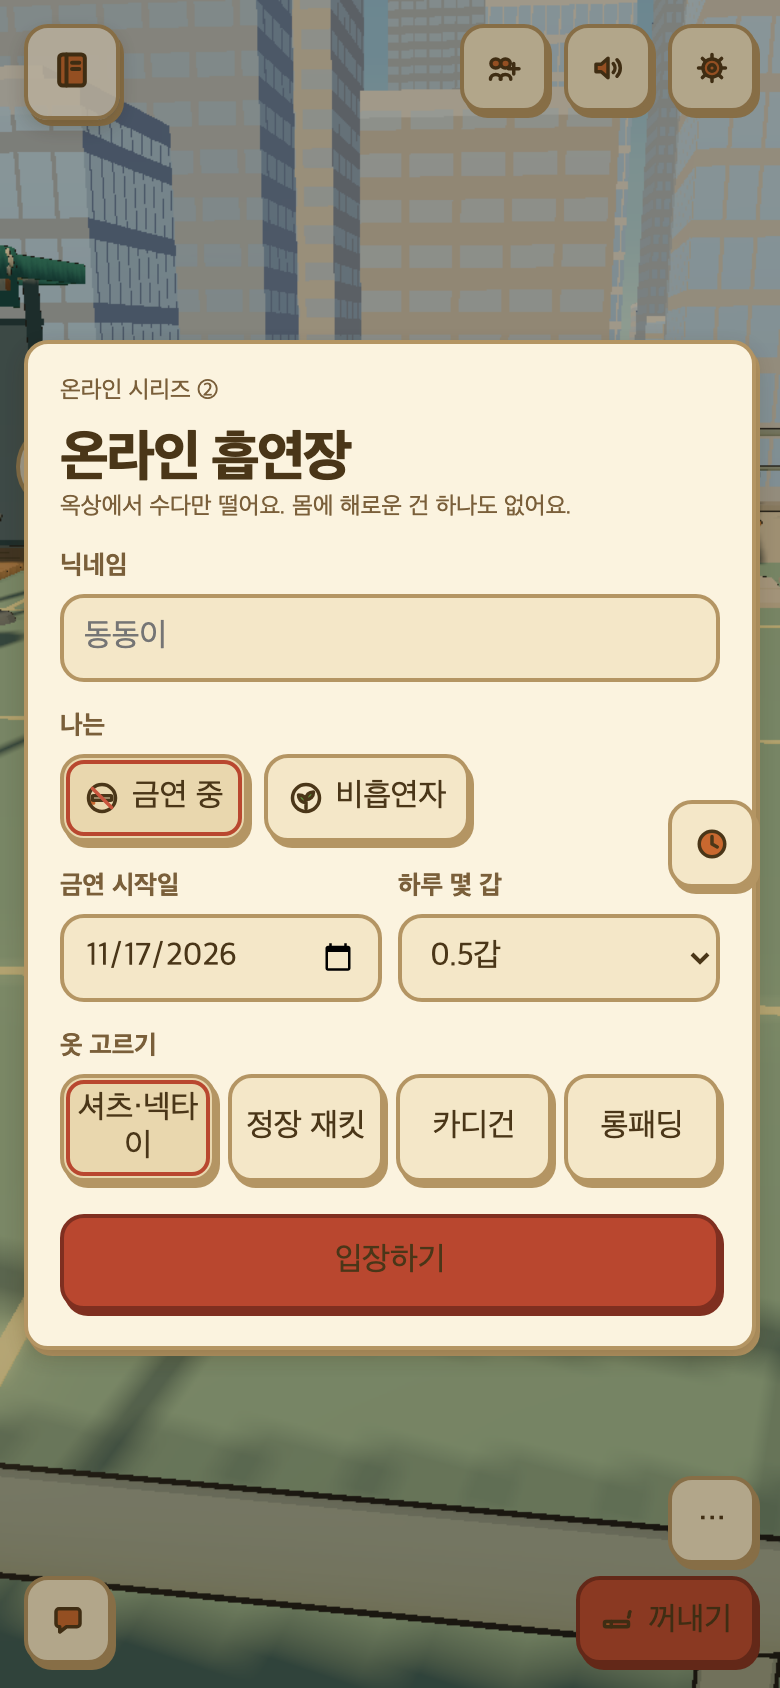 온라인 시리즈 ②
온라인 흡연장
옥상에서 수다만 떨어요. 몸에 해로운 건 하나도 없어요.
닉네임
동동이
나는
금연 중
비흡연자
금연 시작일
하루 몇 갑
11/17/2026
0.5갑
옷 고르기
셔츠·넥타
이
정장 재킷
카디건
롱패딩
입장하기
...
꺼내기